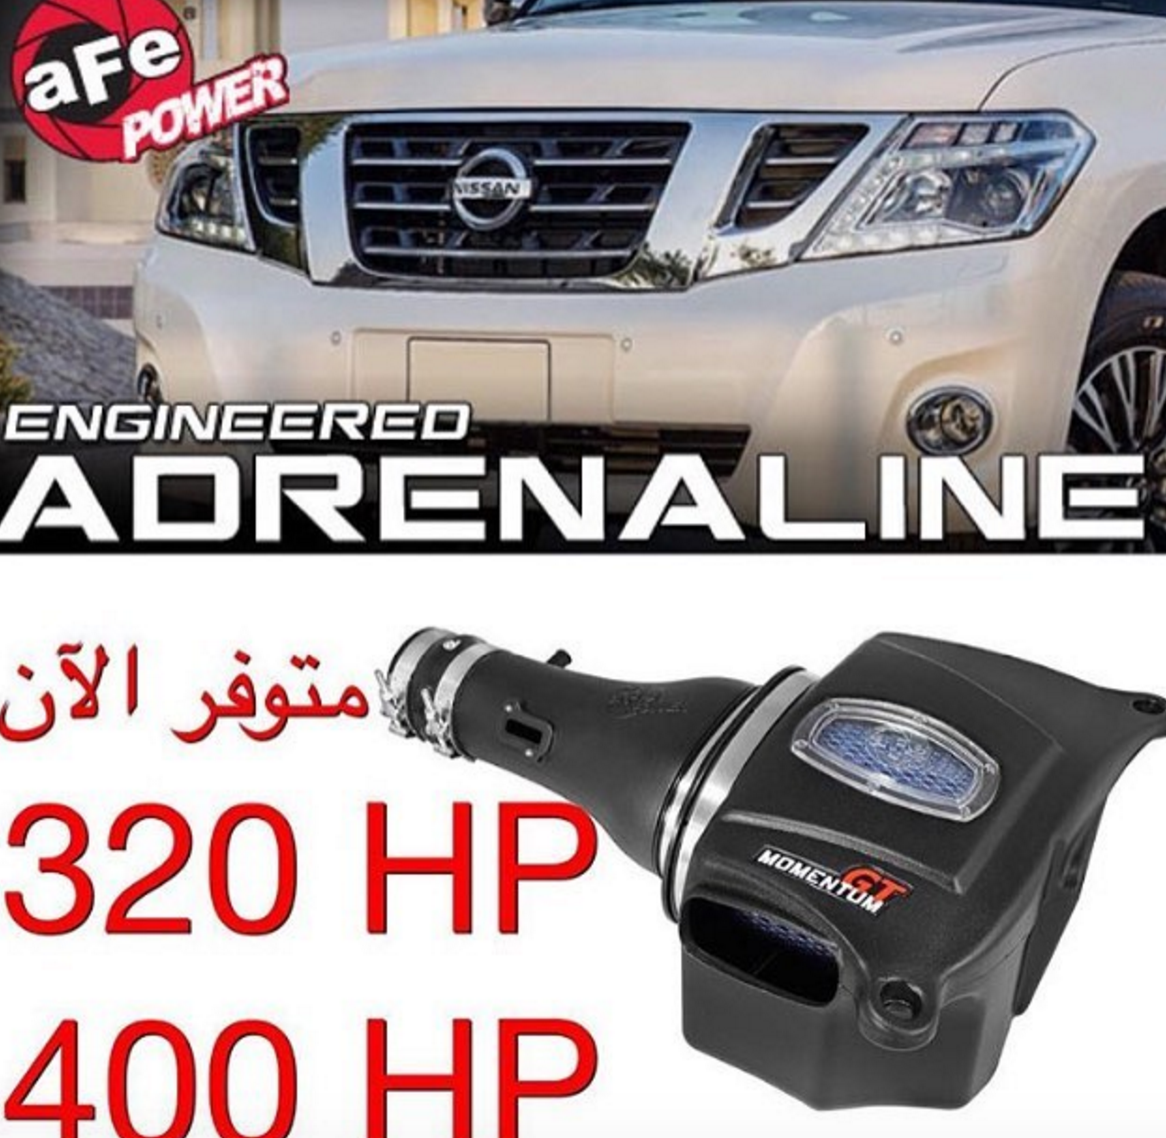 aFe
POWER
NISSAN
ENGINEERED
ADRENALINE
متوفر الآن
320 HP
MOMENTUM
GT
400 HP